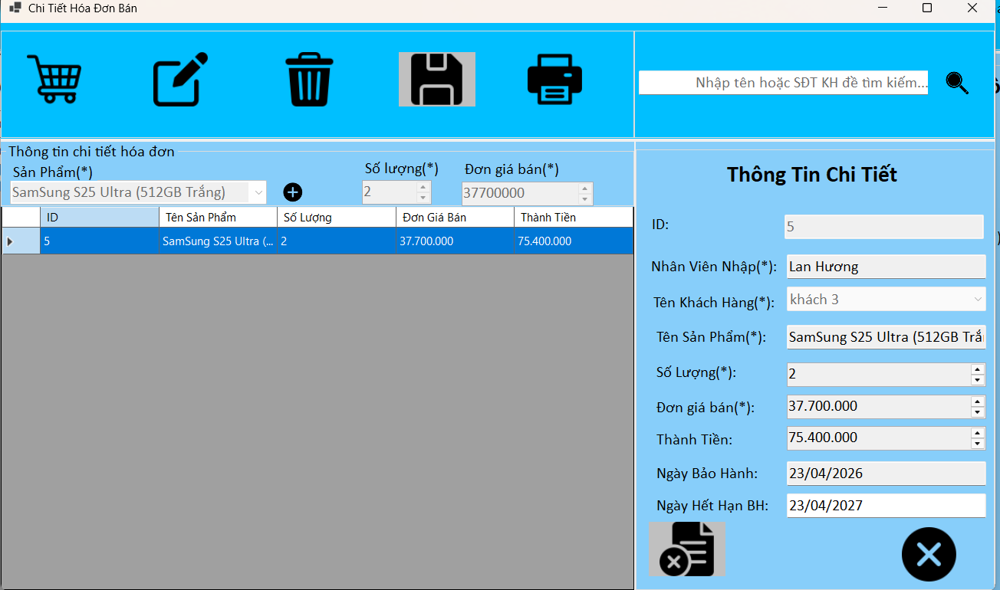 Chi Tiết Hóa Đơn Bán
Nhập tên hoặc SĐT KH đề tìm kiếm...
Thông tin chi tiết hóa đơn
Sản Phẩm(*)
Số lượng(*)
Đơn giá bán(*)
SamSung S25 Ultra (512GB Trắng)
2
37700000
ID
Tên Sản Phẩm
Số Lượng
Đơn Giá Bán
Thành Tiền
5
SamSung S25 Ultra (...
2
37.700.000
75.400.000
Thông Tin Chi Tiết
ID:
5
Nhân Viên Nhập(*):
Lan Hương
Tên Khách Hàng(*):
khách 3
Tên Sản Phẩm(*):
SamSung S25 Ultra (512GB Trắ
Số Lượng(*):
2
Đơn giá bán(*):
37.700.000
Thành Tiền:
75.400.000
Ngày Bảo Hành:
23/04/2026
Ngày Hết Hạn BH:
23/04/2027